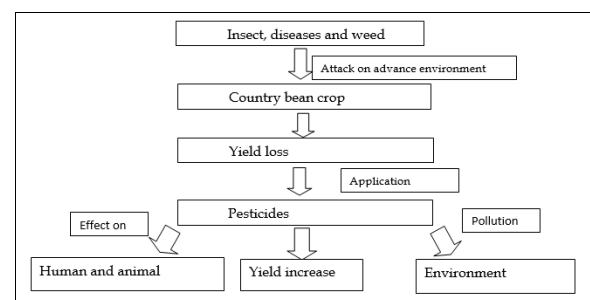 Insect, diseases and weed
Attack on advance environment
Country bean crop
Yield loss
Application
Pesticides
Effect on
Pollution
Human and animal
Yield increase
Environment